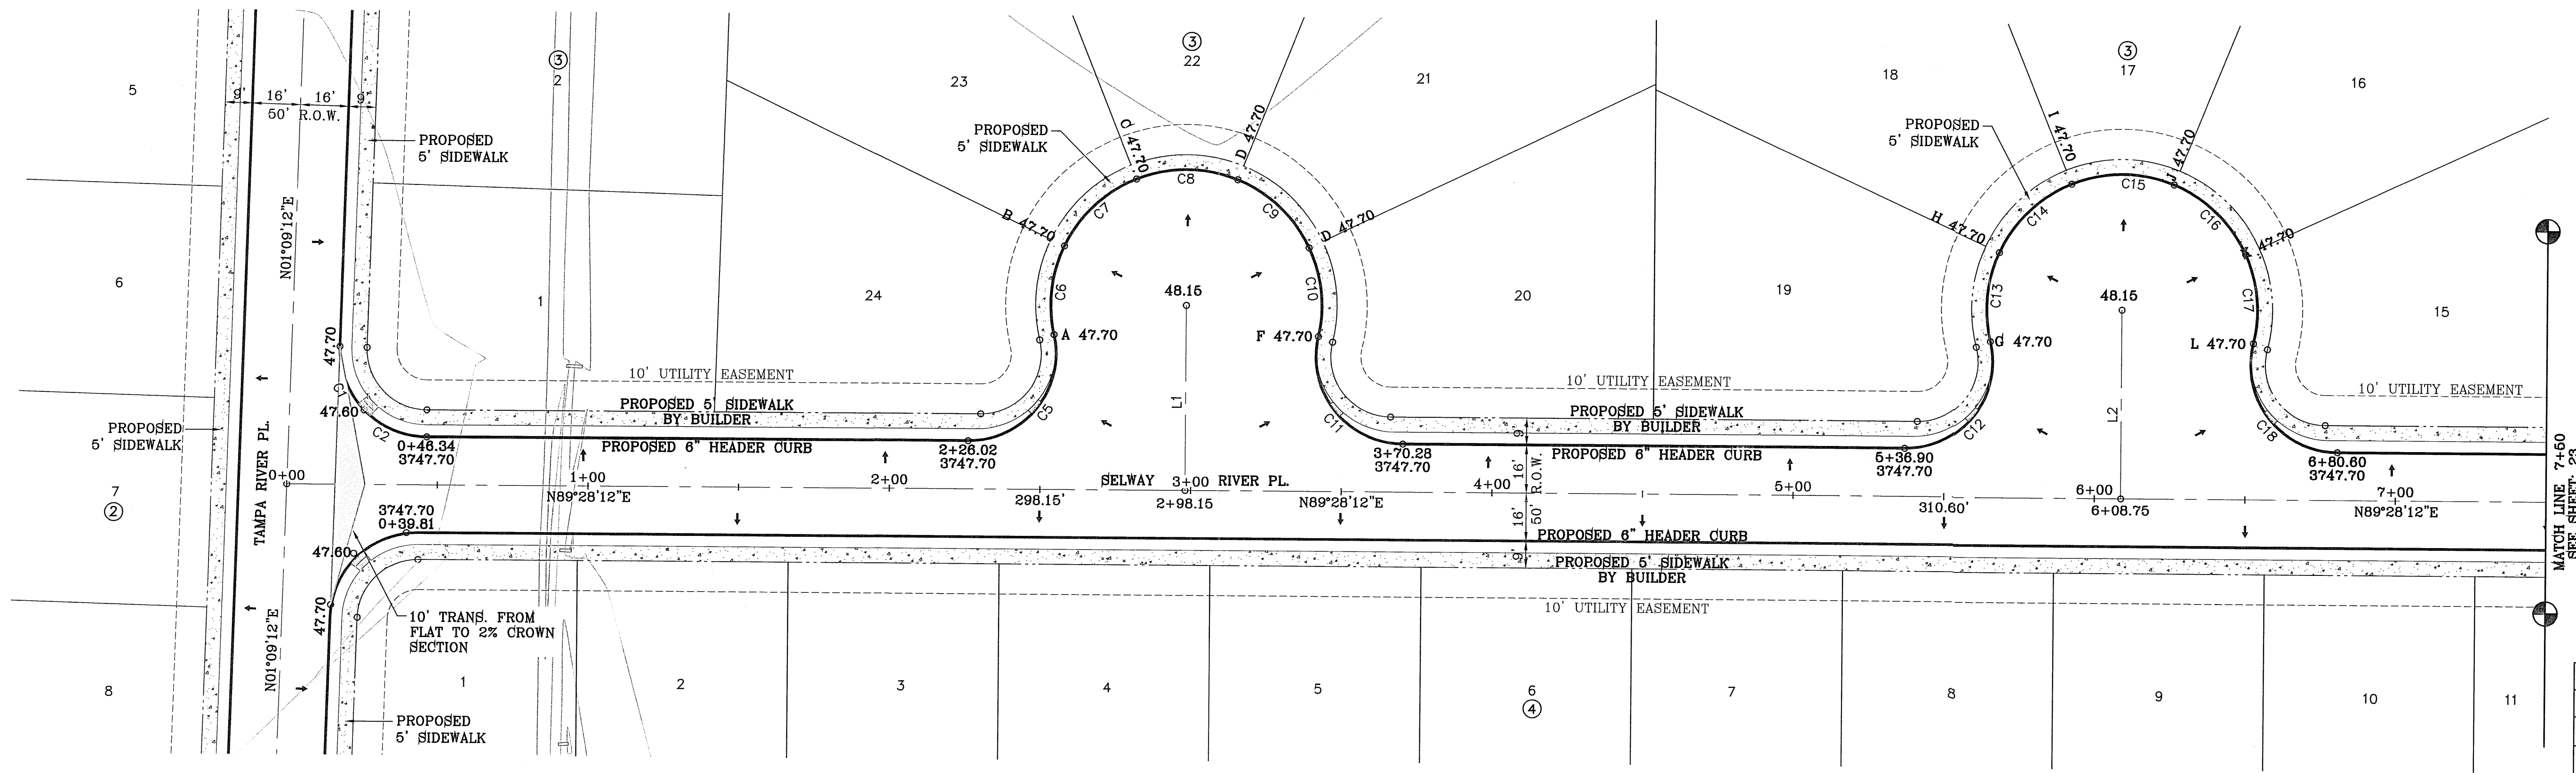 5
9'
16'
16'
9'
50' R.O.W.
PROPOSED
5' SIDEWALK
3
2
N01°09'12"E
6
1
24
23
3
22
21
PROPOSED
5' SIDEWALK
C 47.70
D 47.70
B 47.70
D 47.70
C7
C8
C9
C6
C10
48.15
A 47.70
F 47.70
20
19
18
3
17
16
15
PROPOSED
5' SIDEWALK
I 47.70
J 47.70
H 47.70
47.70
C14
C15
C16
C13
C17
48.15
G 47.70
L 47.70
47.70
C1
47.60
C2
0+46.34
3747.70
10' UTILITY EASEMENT
PROPOSED 5' SIDEWALK
BY BUILDER
PROPOSED 6" HEADER CURB
C5
2+26.02
3747.70
L1
C11
3+70.28
3747.70
10' UTILITY EASEMENT
PROPOSED 5' SIDEWALK
BY BUILDER
PROPOSED 6" HEADER CURB
C12
5+36.90
3747.70
L2
C18
6+80.60
3747.70
10' UTILITY EASEMENT
PROPOSED
5' SIDEWALK
7
2
TAMPA RIVER PL.
0+00
1+00
N89°28'12"E
2+00
298.15'
SELWAY 3+00 RIVER PL.
2+98.15
N89°28'12"E
4+00
9'
16'
16'
9'
50' R.O.W.
5+00
310.60'
6+00
6+08.75
7+00
N89°28'12"E
MATCH LINE 7+50
SEE SHEET: 23
3747.70
0+39.81
47.60
47.70
PROPOSED 6" HEADER CURB
PROPOSED 5' SIDEWALK
BY BUILDER
10' UTILITY EASEMENT
10' TRANS. FROM
FLAT TO 2% CROWN
SECTION
N01°09'12"E
8
PROPOSED
5' SIDEWALK
1
2
3
4
5
6
4
7
8
9
10
11